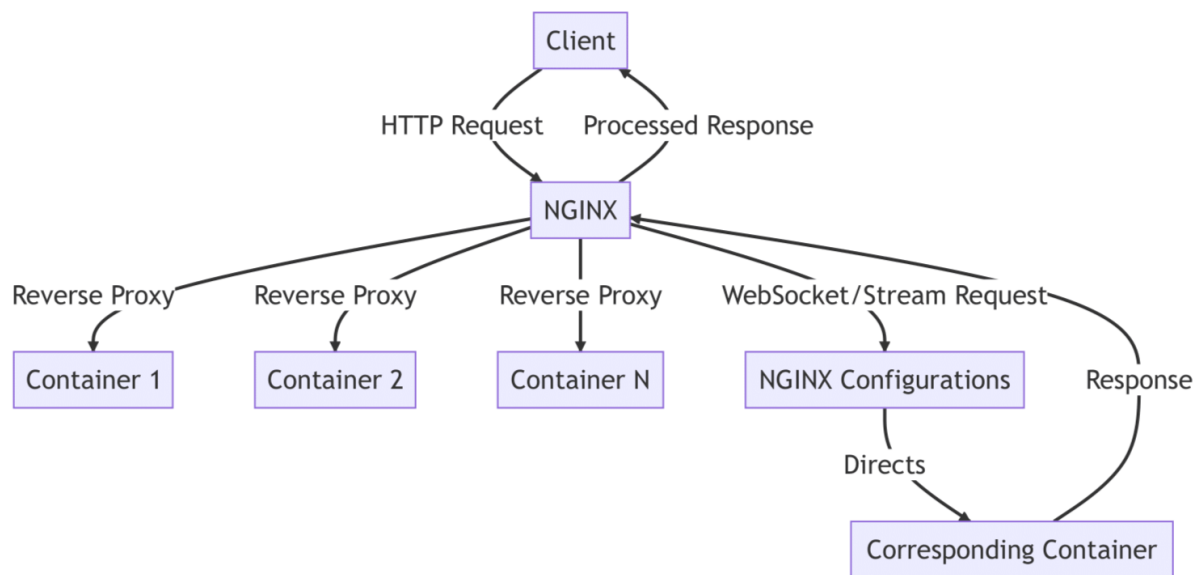 Client
HTTP Request
Processed Response
NGINX
Reverse Proxy
Reverse Proxy
Reverse Proxy
WebSocket/Stream Request
Container 1
Container 2
Container N
NGINX Configurations
Response
Directs
Corresponding Container